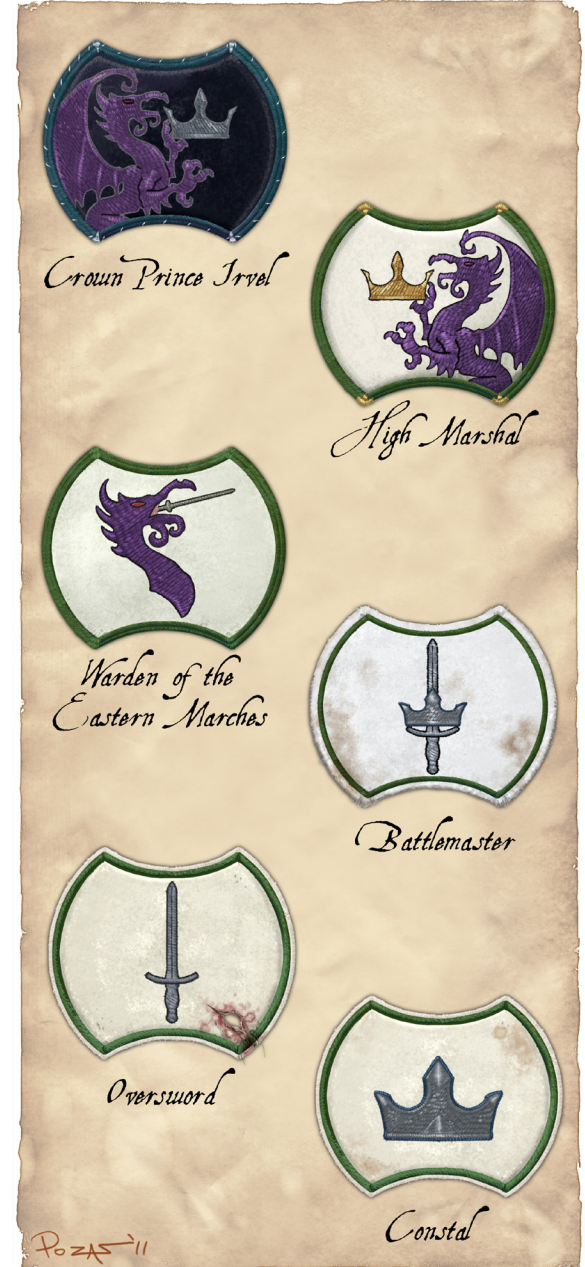 Crown Prince Irvel
High Marshal
Warden of the
Eastern Marches
Battlemaster
Oversword
Constal
POZAS '11